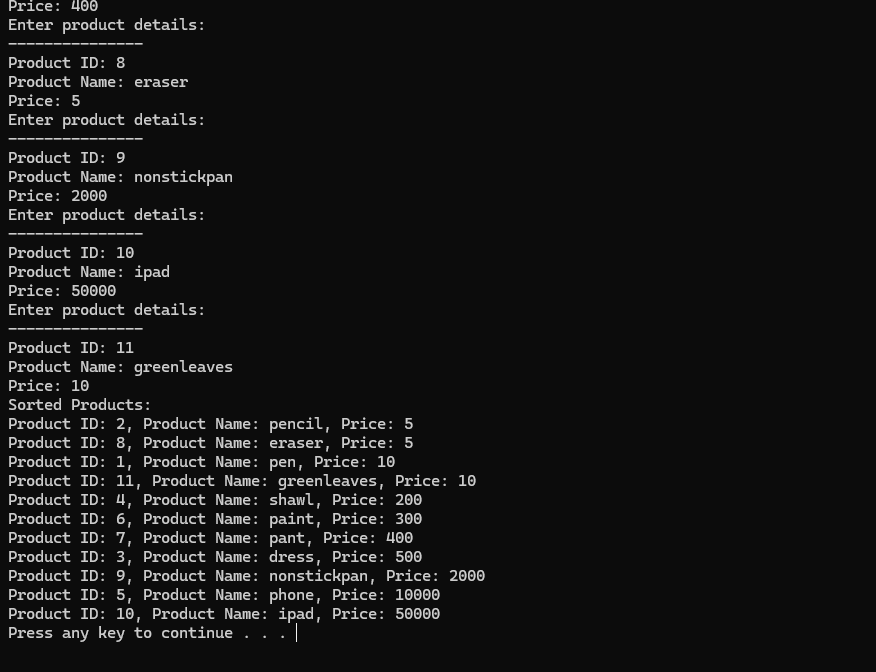 Price: 400
Enter product details:
---------------
Product ID: 8
Product Name: eraser
Price: 5
Enter product details:
---------------
Product ID: 9
Product Name: nonstickpan
Price: 2000
Enter product details:
---------------
Product ID: 10
Product Name: ipad
Price: 50000
Enter product details:
---------------
Product ID: 11
Product Name: greenleaves
Price: 10
Sorted Products:
Product ID: 2, Product Name: pencil, Price: 5
Product ID: 8, Product Name: eraser, Price: 5
Product ID: 1, Product Name: pen, Price: 10
Product ID: 11, Product Name: greenleaves, Price: 10
Product ID: 4, Product Name: shawl, Price: 200
Product ID: 6, Product Name: paint, Price: 300
Product ID: 7, Product Name: pant, Price: 400
Product ID: 3, Product Name: dress, Price: 500
Product ID: 9, Product Name: nonstickpan, Price: 2000
Product ID: 5, Product Name: phone, Price: 10000
Product ID: 10, Product Name: ipad, Price: 50000
Press any key to continue . . .